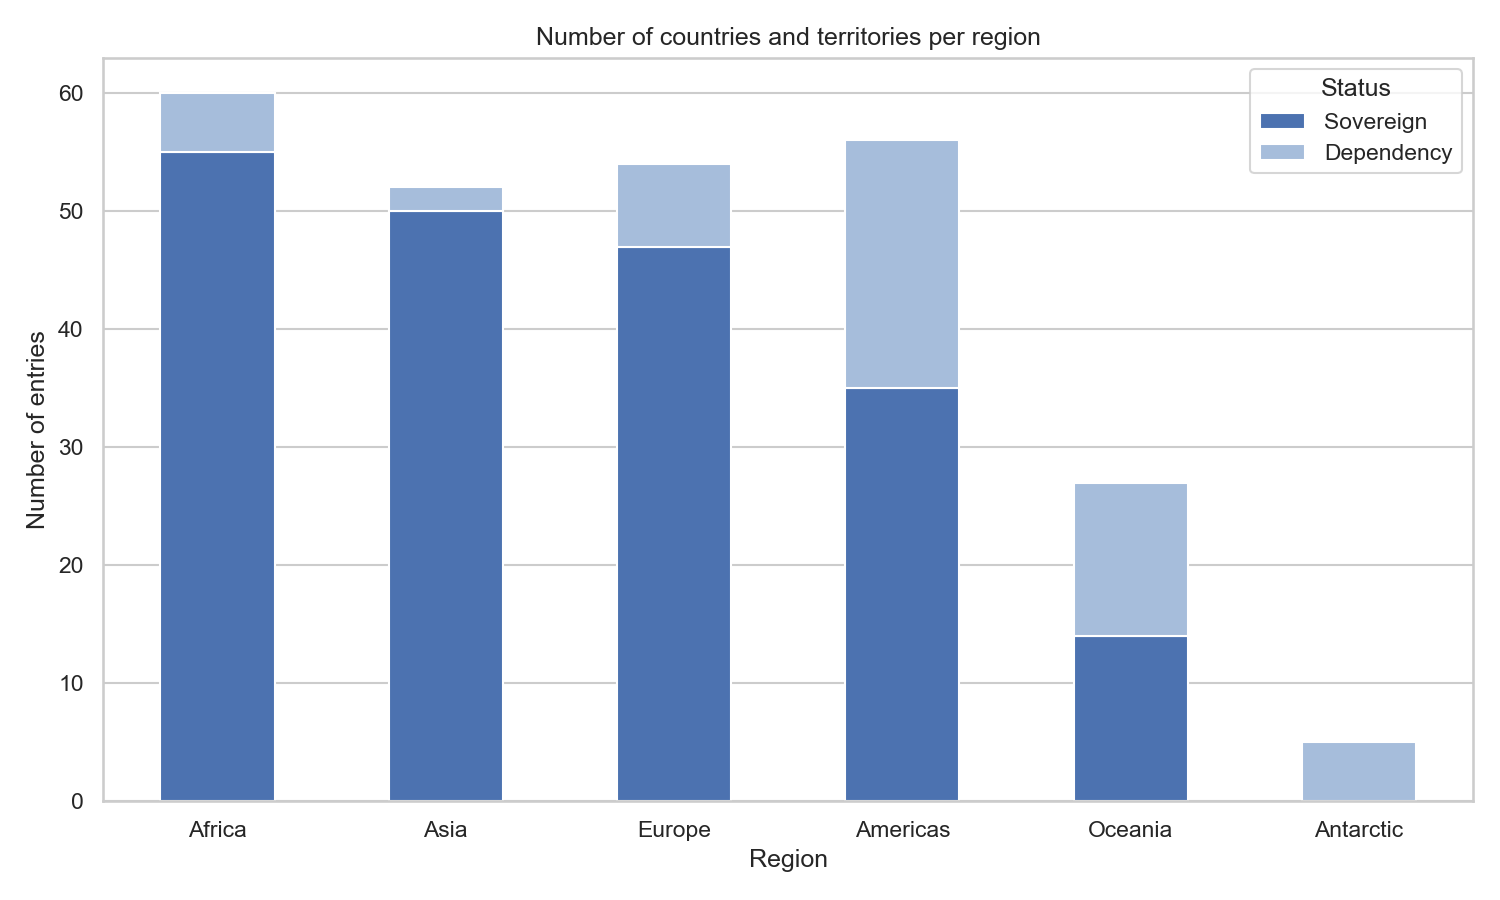 Number of countries and territories per region
Status
Sovereign
Dependency
Number of entries
60
50
40
30
20
10
0
Africa Asia Europe Americas Oceania Antarctic
Region